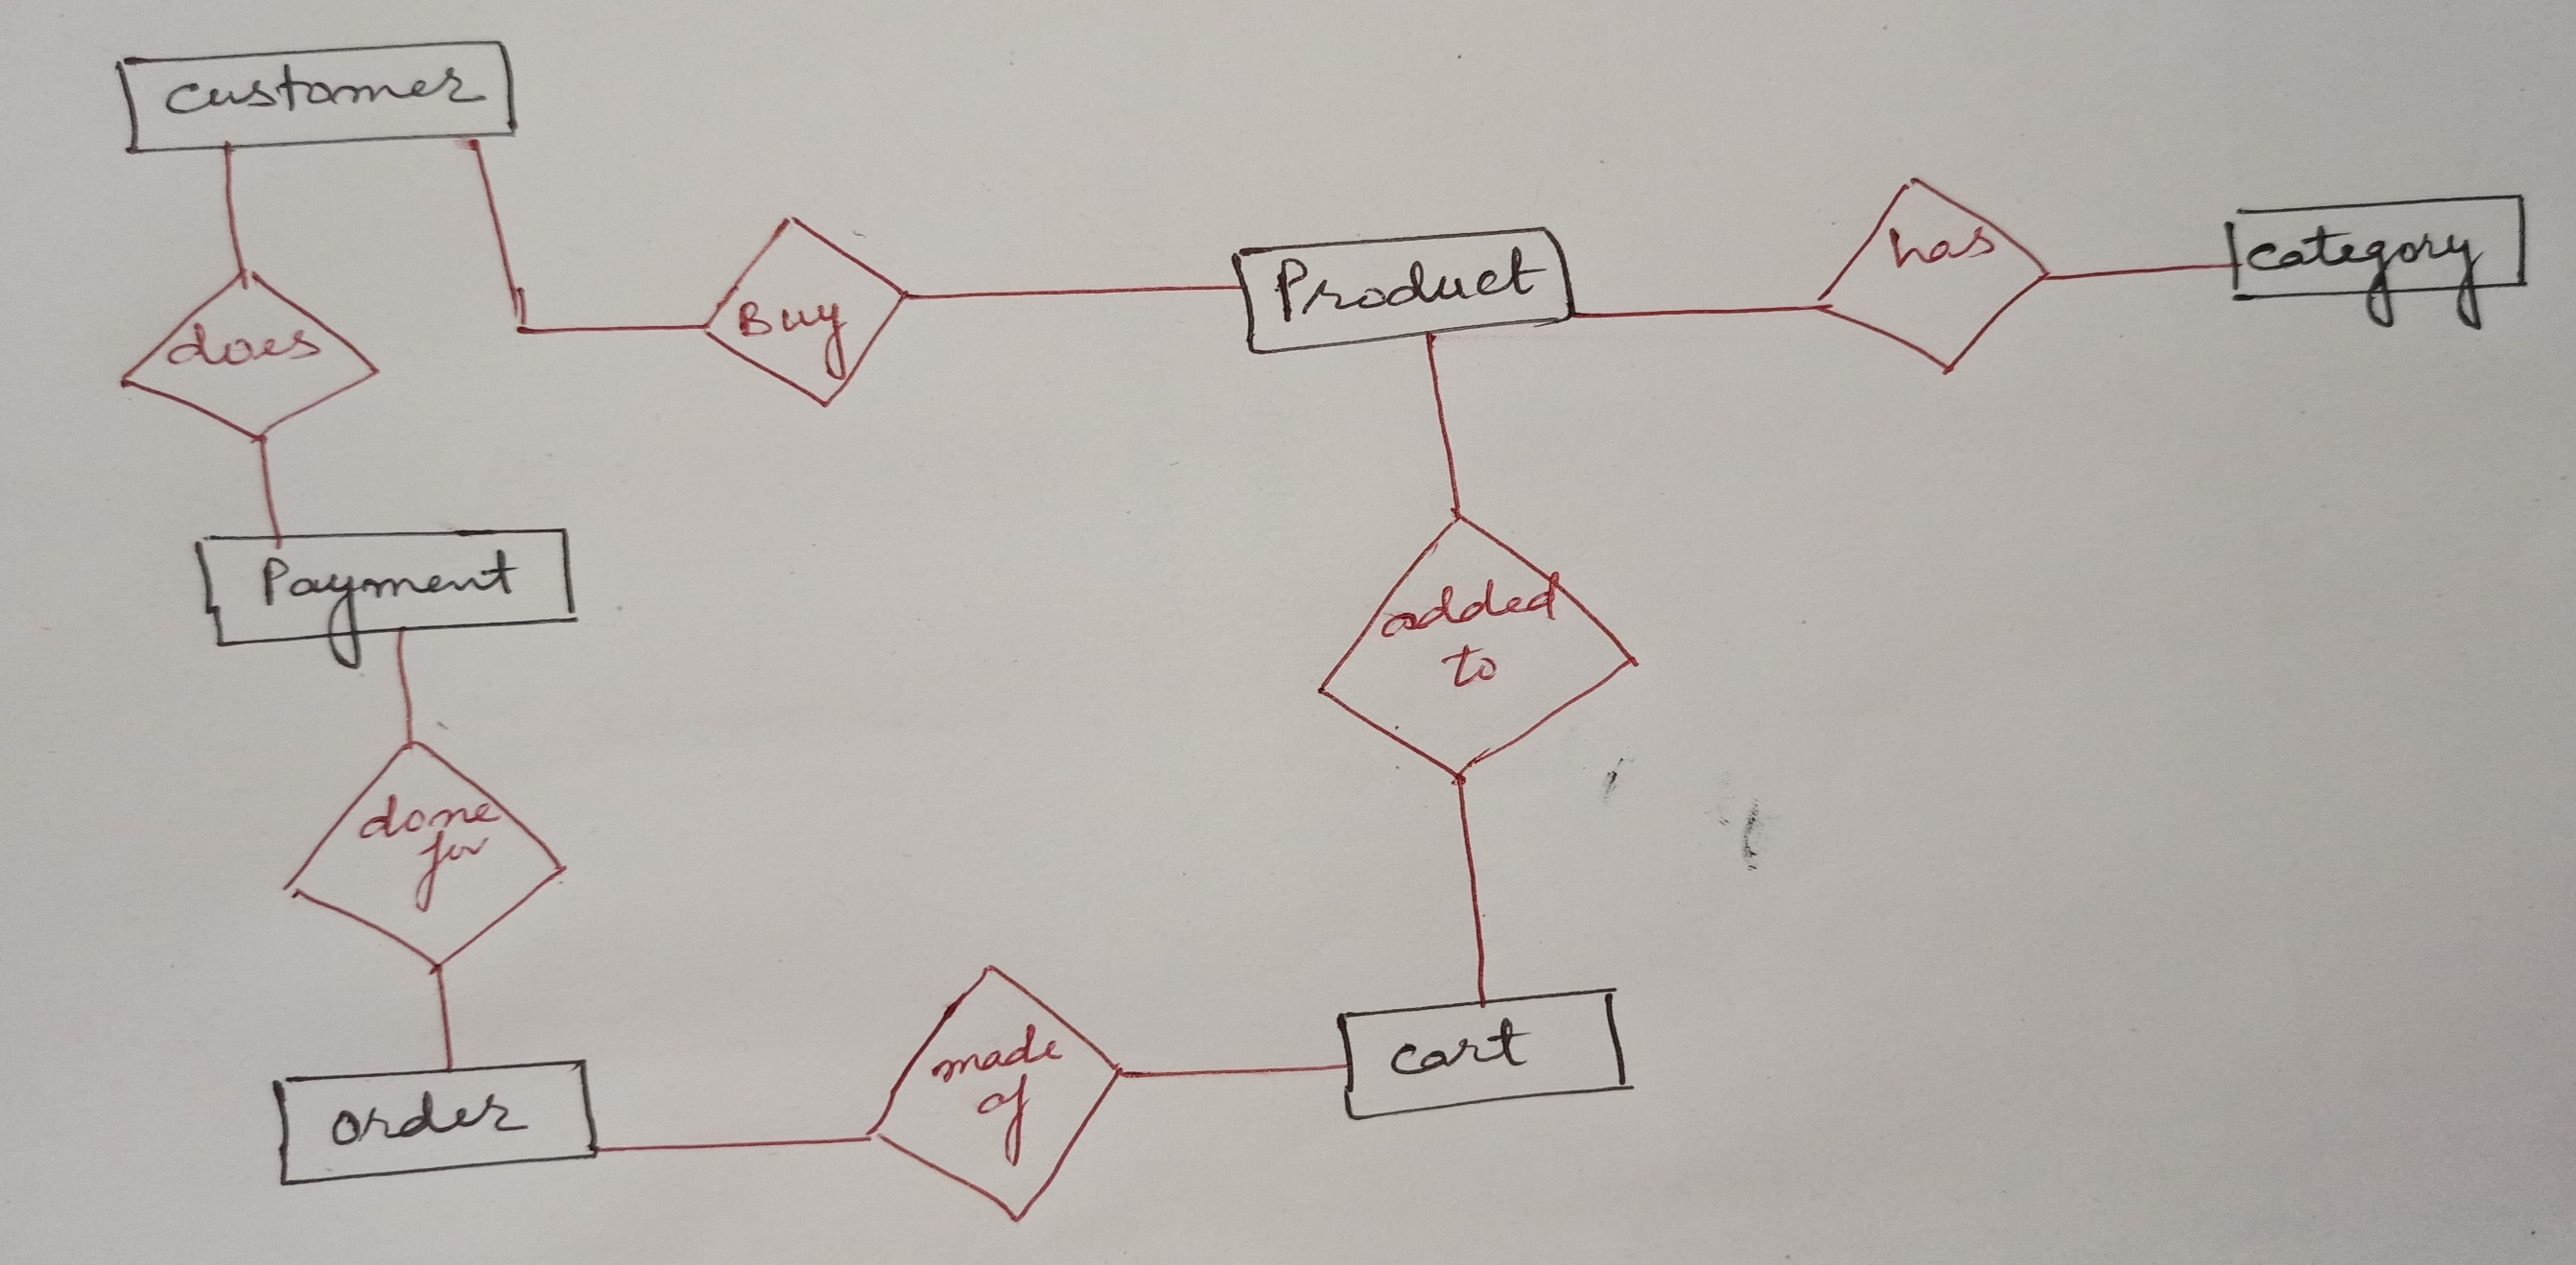 customer
Buy
Product
has
category
does
Payment
added
to
done
for
made
of
cart
order